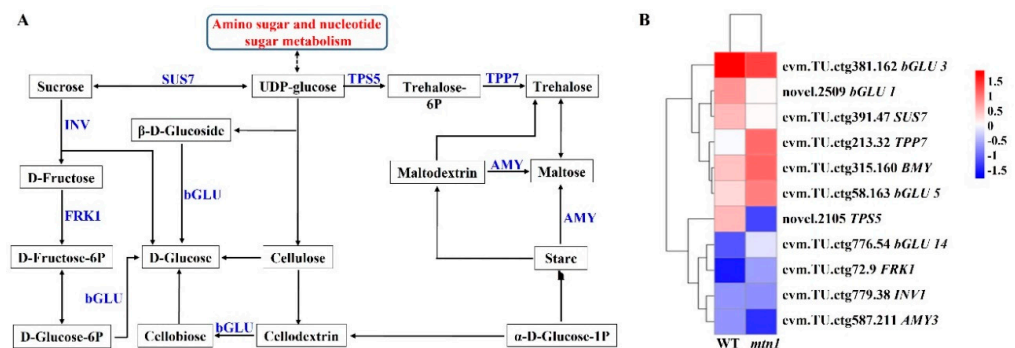 A
Amino sugar and nucleotide
sugar metabolism
SUS7
TPS5
TPP7
Sucrose
UDP-glucose
Trehalose-
6P
Trehalose
INV
β-D-Glucoside
D-Fructose
bGLU
Maltodextrin
AMY
Maltose
FRK1
AMY
D-Fructose-6P
D-Glucose
Cellulose
Starc
bGLU
D-Glucose-6P
Cellobiose
bGLU
Cellodextrin
α-D-Glucose-1P
B
evm.TU.ctg381.162 bGLU 3
novel.2509 bGLU 1
evm.TU.ctg391.47 SUS7
evm.TU.ctg213.32 TPP7
evm.TU.ctg315.160 BMY
evm.TU.ctg58.163 bGLU 5
novel.2105 TPS5
evm.TU.ctg776.54 bGLU 14
evm.TU.ctg72.9 FRK1
evm.TU.ctg779.38 INV1
evm.TU.ctg587.211 AMY3
WT mtn1
1.5
1
0.5
0
-0.5
-1
-1.5